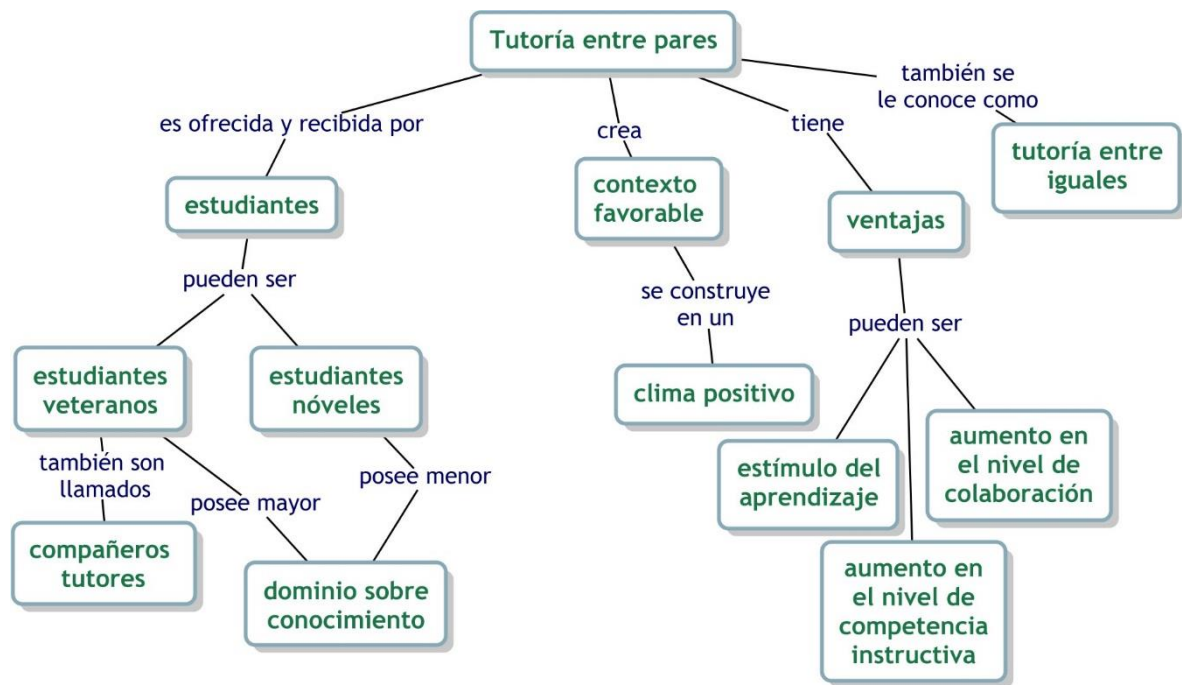 Tutoría entre pares
también se
le conoce como
es ofrecida y recibida por
crea
tiene
tutoría entre
iguales
estudiantes
contexto
favorable
ventajas
pueden ser
se construye
en un
pueden ser
estudiantes
veteranos
estudiantes
nóveles
clima positivo
también son
llamados
posee mayor
posee menor
estímulo del
aprendizaje
aumento en
el nivel de
colaboración
compañeros
tutores
dominio sobre
conocimiento
aumento en
el nivel de
competencia
instructiva